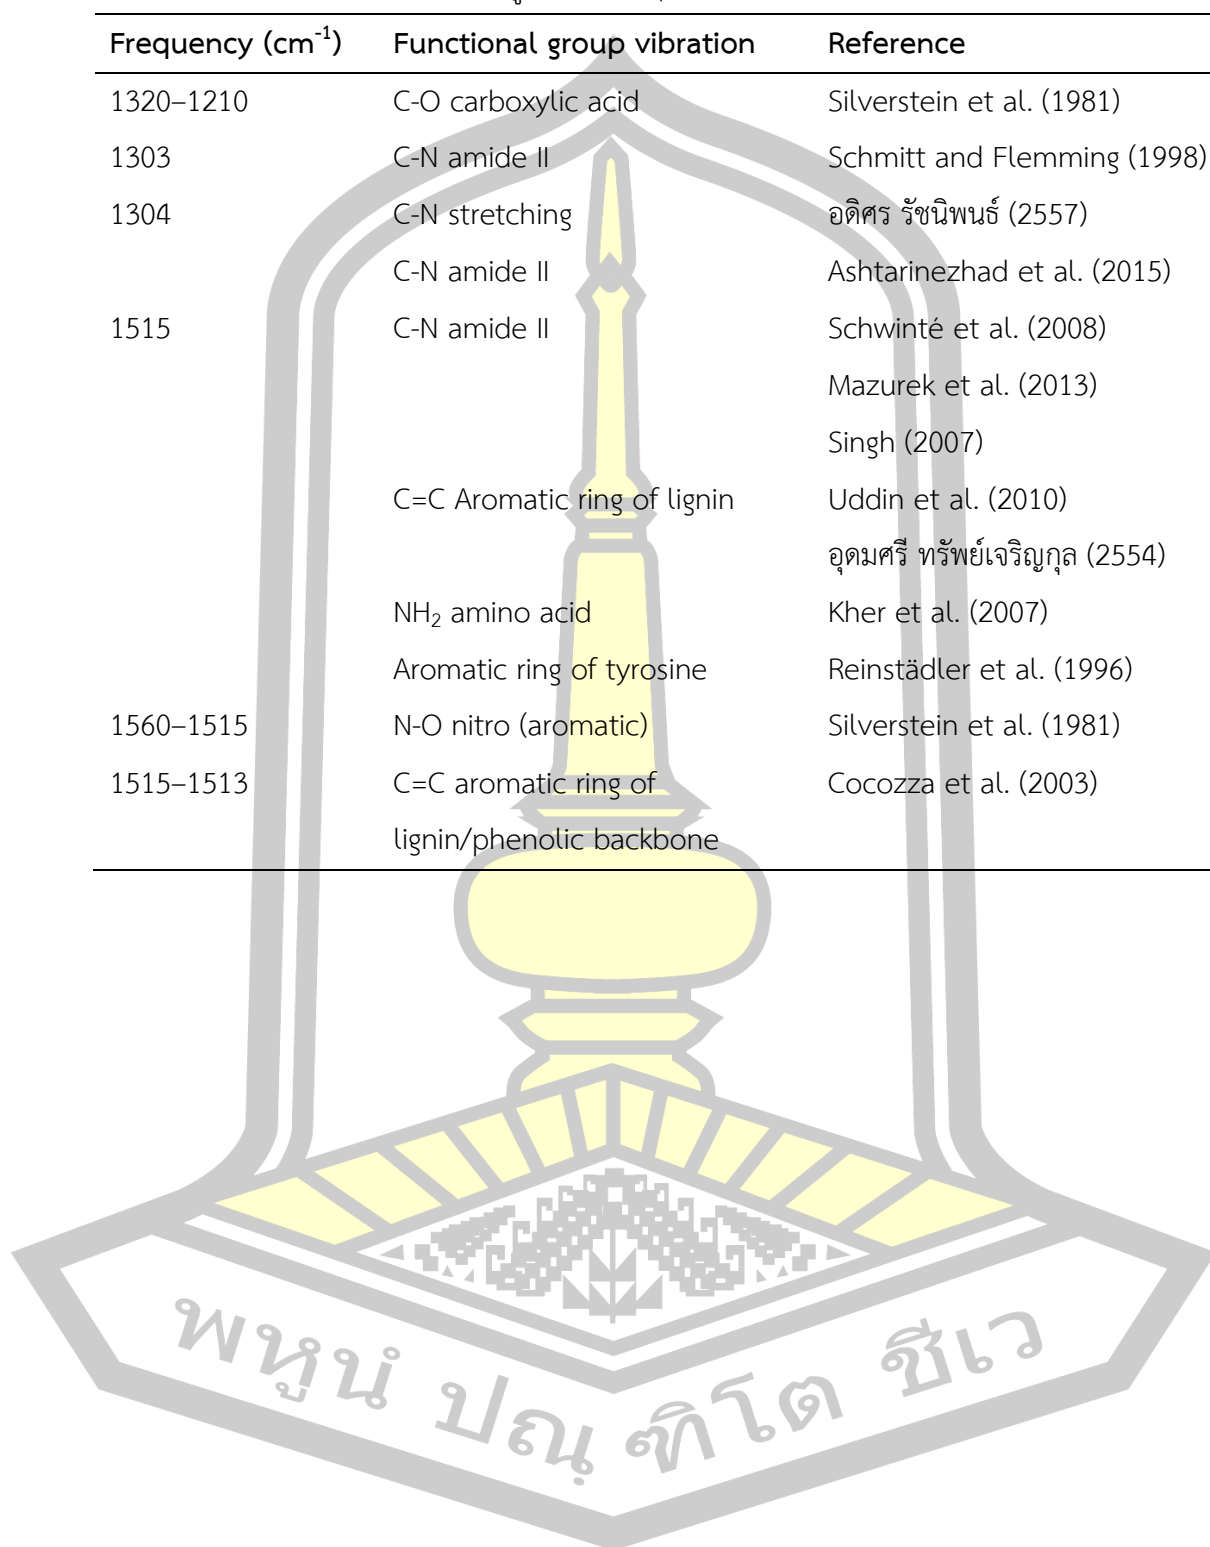 Frequency (cm-1) Functional group vibration Reference
1320–1210 C-O carboxylic acid Silverstein et al. (1981)
1303 C-N amide II Schmitt and Flemming (1998)
1304 C-N stretching อดิศร รัชนิพนธ์ (2557)
C-N amide II Ashtarinezhad et al. (2015)
1515 C-N amide II Schwinté et al. (2008)
Mazurek et al. (2013)
Singh (2007)
C=C Aromatic ring of lignin Uddin et al. (2010)
อุดมศรี ทรัพย์เจริญกุล (2554)
NH2 amino acid Kher et al. (2007)
Aromatic ring of tyrosine Reinstädler et al. (1996)
1560–1515 N-O nitro (aromatic) Silverstein et al. (1981)
1515–1513 C=C aromatic ring of Cocozza et al. (2003)
lignin/phenolic backbone
พหูนํ ปณฺฑิโต ชีเว